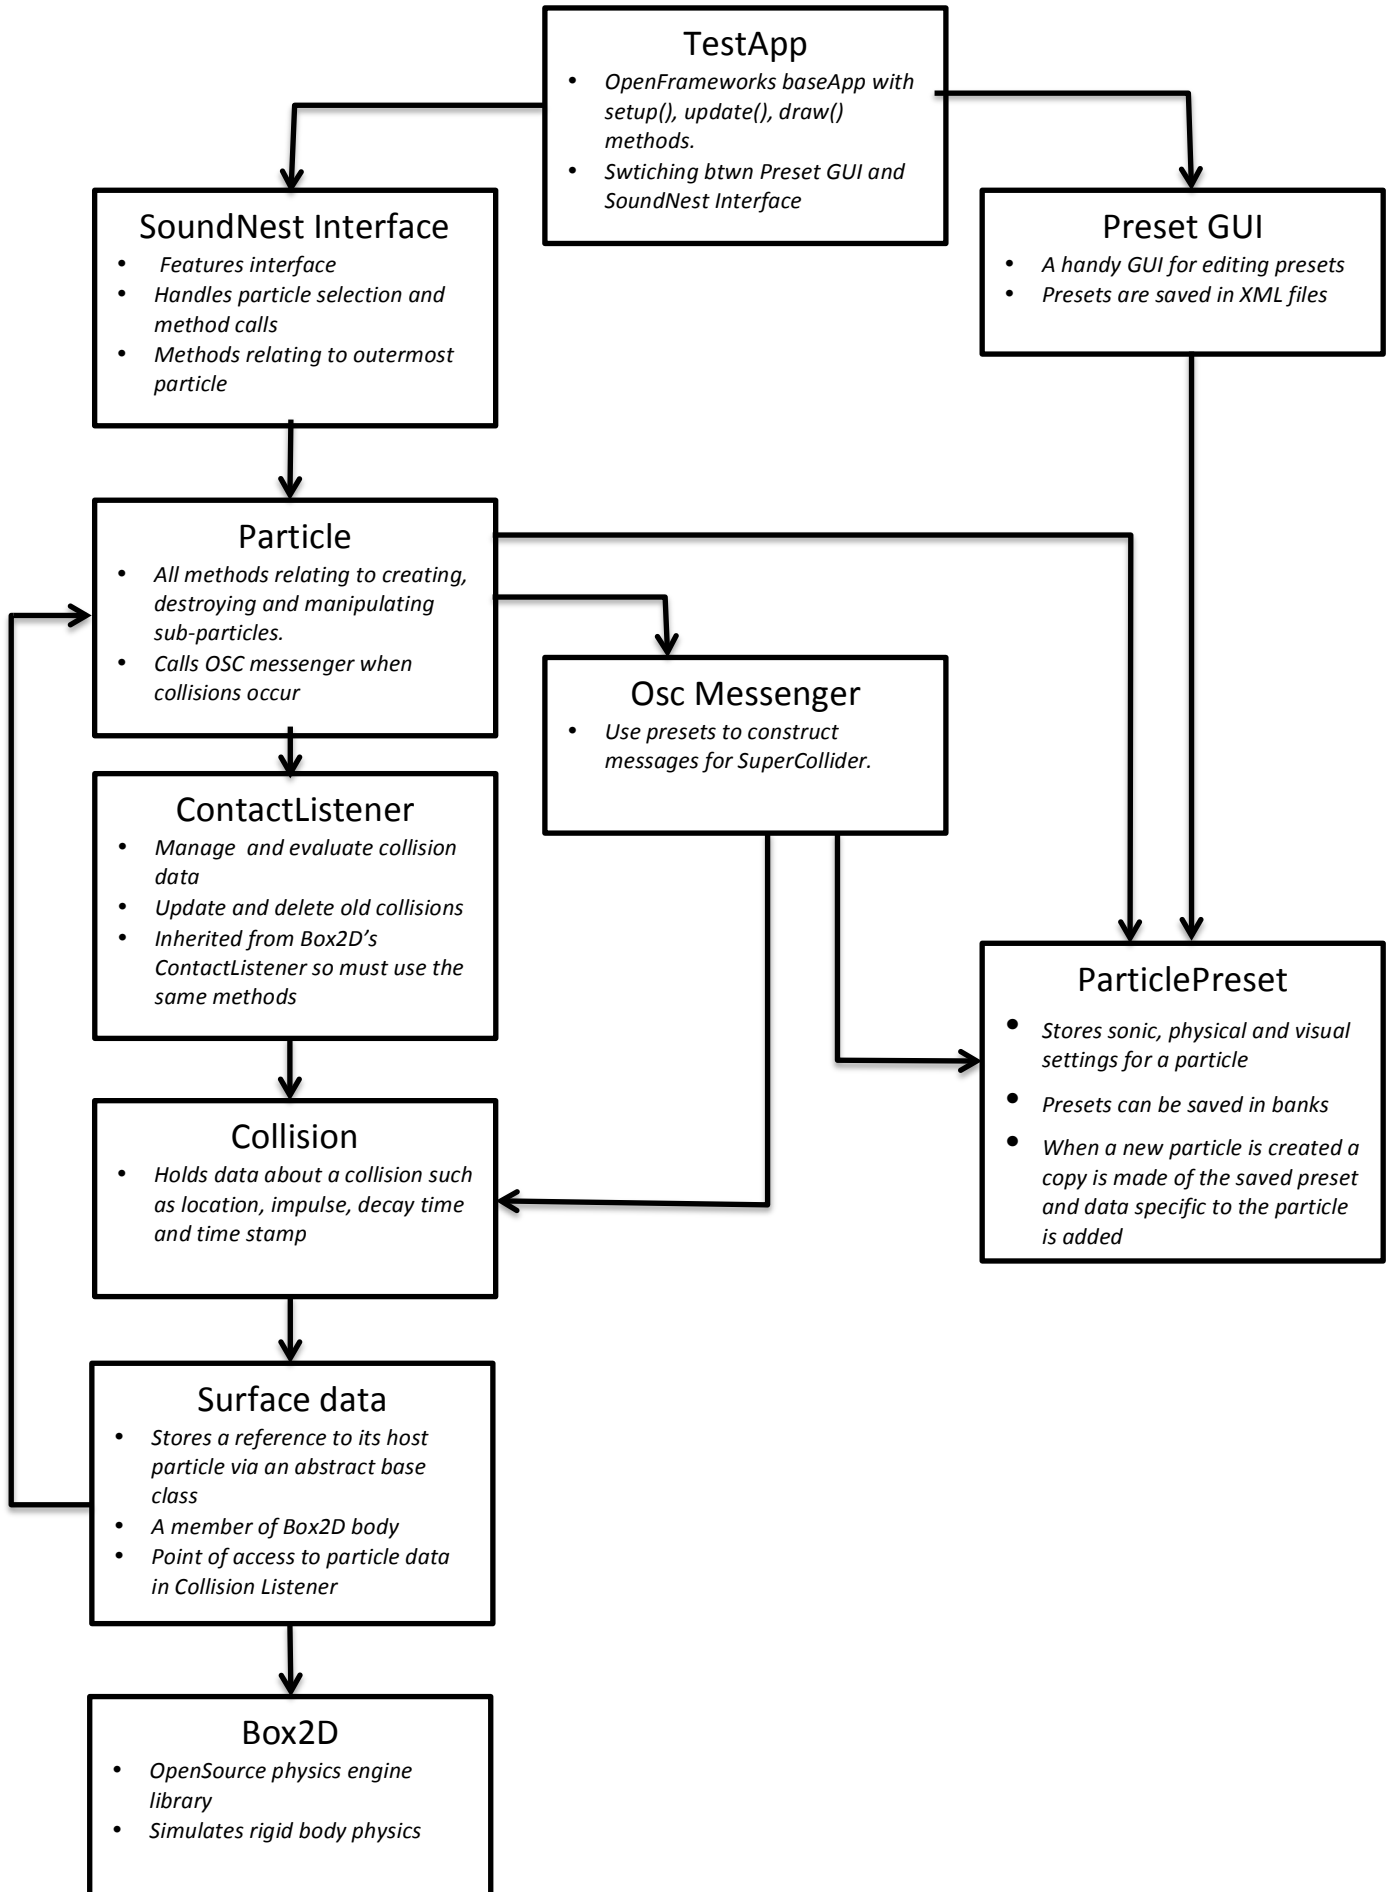 TestApp
• OpenFrameworks baseApp with
setup(), update(), draw()
methods.
• Swtiching btwn Preset GUI and
SoundNest Interface
SoundNest Interface
• Features interface
• Handles particle selection and
method calls
• Methods relating to outermost
particle
Preset GUI
• A handy GUI for editing presets
• Presets are saved in XML files
Particle
• All methods relating to creating,
destroying and manipulating
sub-particles.
• Calls OSC messenger when
collisions occur
Osc Messenger
• Use presets to construct
messages for SuperCollider.
ContactListener
• Manage and evaluate collision
data
• Update and delete old collisions
• Inherited from Box2D’s
ContactListener so must use the
same methods
ParticlePreset
• Stores sonic, physical and visual
settings for a particle
• Presets can be saved in banks
• When a new particle is created a
copy is made of the saved preset
and data specific to the particle
is added
Collision
• Holds data about a collision such
as location, impulse, decay time
and time stamp
Surface data
• Stores a reference to its host
particle via an abstract base
class
• A member of Box2D body
• Point of access to particle data
in Collision Listener
Box2D
• OpenSource physics engine
library
• Simulates rigid body physics